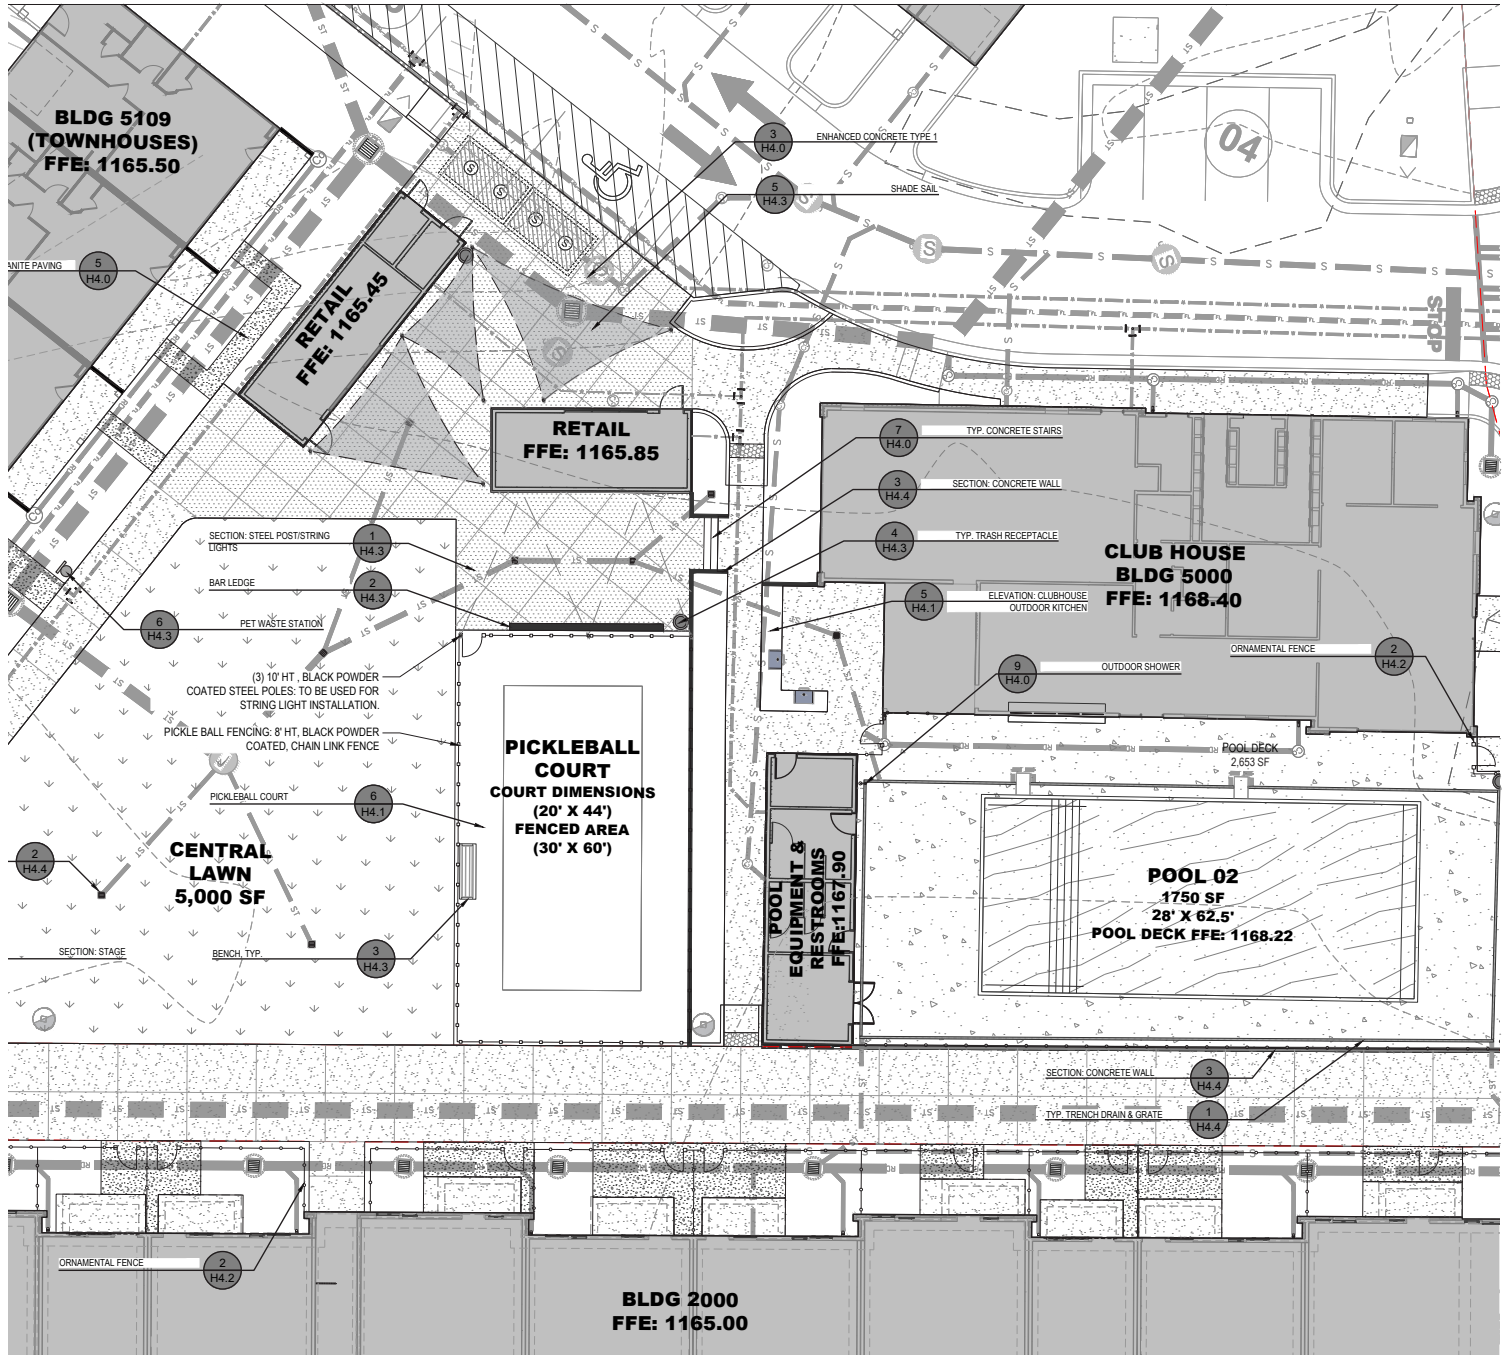 BLDG 5109
(TOWNHOUSES)
FFE: 1165.50
3
H4.0
ENHANCED CONCRETE TYPE 1
5
H4.3
SHADE SAIL
04
STOP
ANITE PAVING
5
H4.0
RETAIL
FFE: 1165.45
RETAIL
FFE: 1165.85
7
H4.0
TYP. CONCRETE STAIRS
3
H4.4
SECTION: CONCRETE WALL
4
H4.3
TYP. TRASH RECEPTACLE
5
H4.1
ELEVATION: CLUBHOUSE
OUTDOOR KITCHEN
CLUB HOUSE
BLDG 5000
FFE: 1168.40
ORNAMENTAL FENCE
2
H4.2
9
H4.0
OUTDOOR SHOWER
SECTION: STEEL POST/STRING
LIGHTS
1
H4.3
BAR LEDGE
2
H4.3
6
H4.3
PET WASTE STATION
(3) 10' HT , BLACK POWDER
COATED STEEL POLES: TO BE USED FOR
STRING LIGHT INSTALLATION.
PICKLE BALL FENCING: 8' HT, BLACK POWDER
COATED, CHAIN LINK FENCE
PICKLEBALL COURT
6
H4.1
PICKLEBALL
COURT
COURT DIMENSIONS
(20' X 44')
FENCED AREA
(30' X 60')
POOL DECK
2,653 SF
2
H4.4
CENTRAL
LAWN
5,000 SF
POOL
EQUIPMENT &
RESTROOMS
FFE:1167.90
POOL 02
1750 SF
28' X 62.5'
POOL DECK FFE: 1168.22
SECTION: STAGE
BENCH, TYP.
3
H4.3
SECTION: CONCRETE WALL
3
H4.4
TYP. TRENCH DRAIN & GRATE
1
H4.4
ORNAMENTAL FENCE
2
H4.2
BLDG 2000
FFE: 1165.00